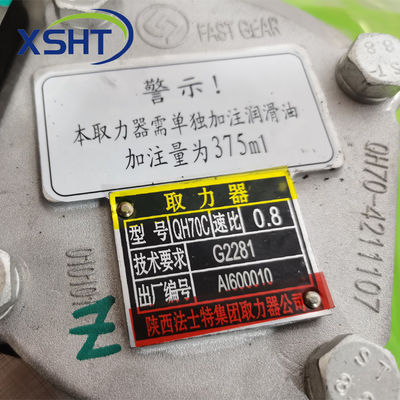 XSHT
FAST GEAR
警示!
本取力器需单独加注润滑油
加注量为375ml
取力器
型号 QH70C 速比 0.8
技术要求 G2281
出厂编号 AI600010
陕西法士特集团取力器公司
QH70-4211107
Z
8.8